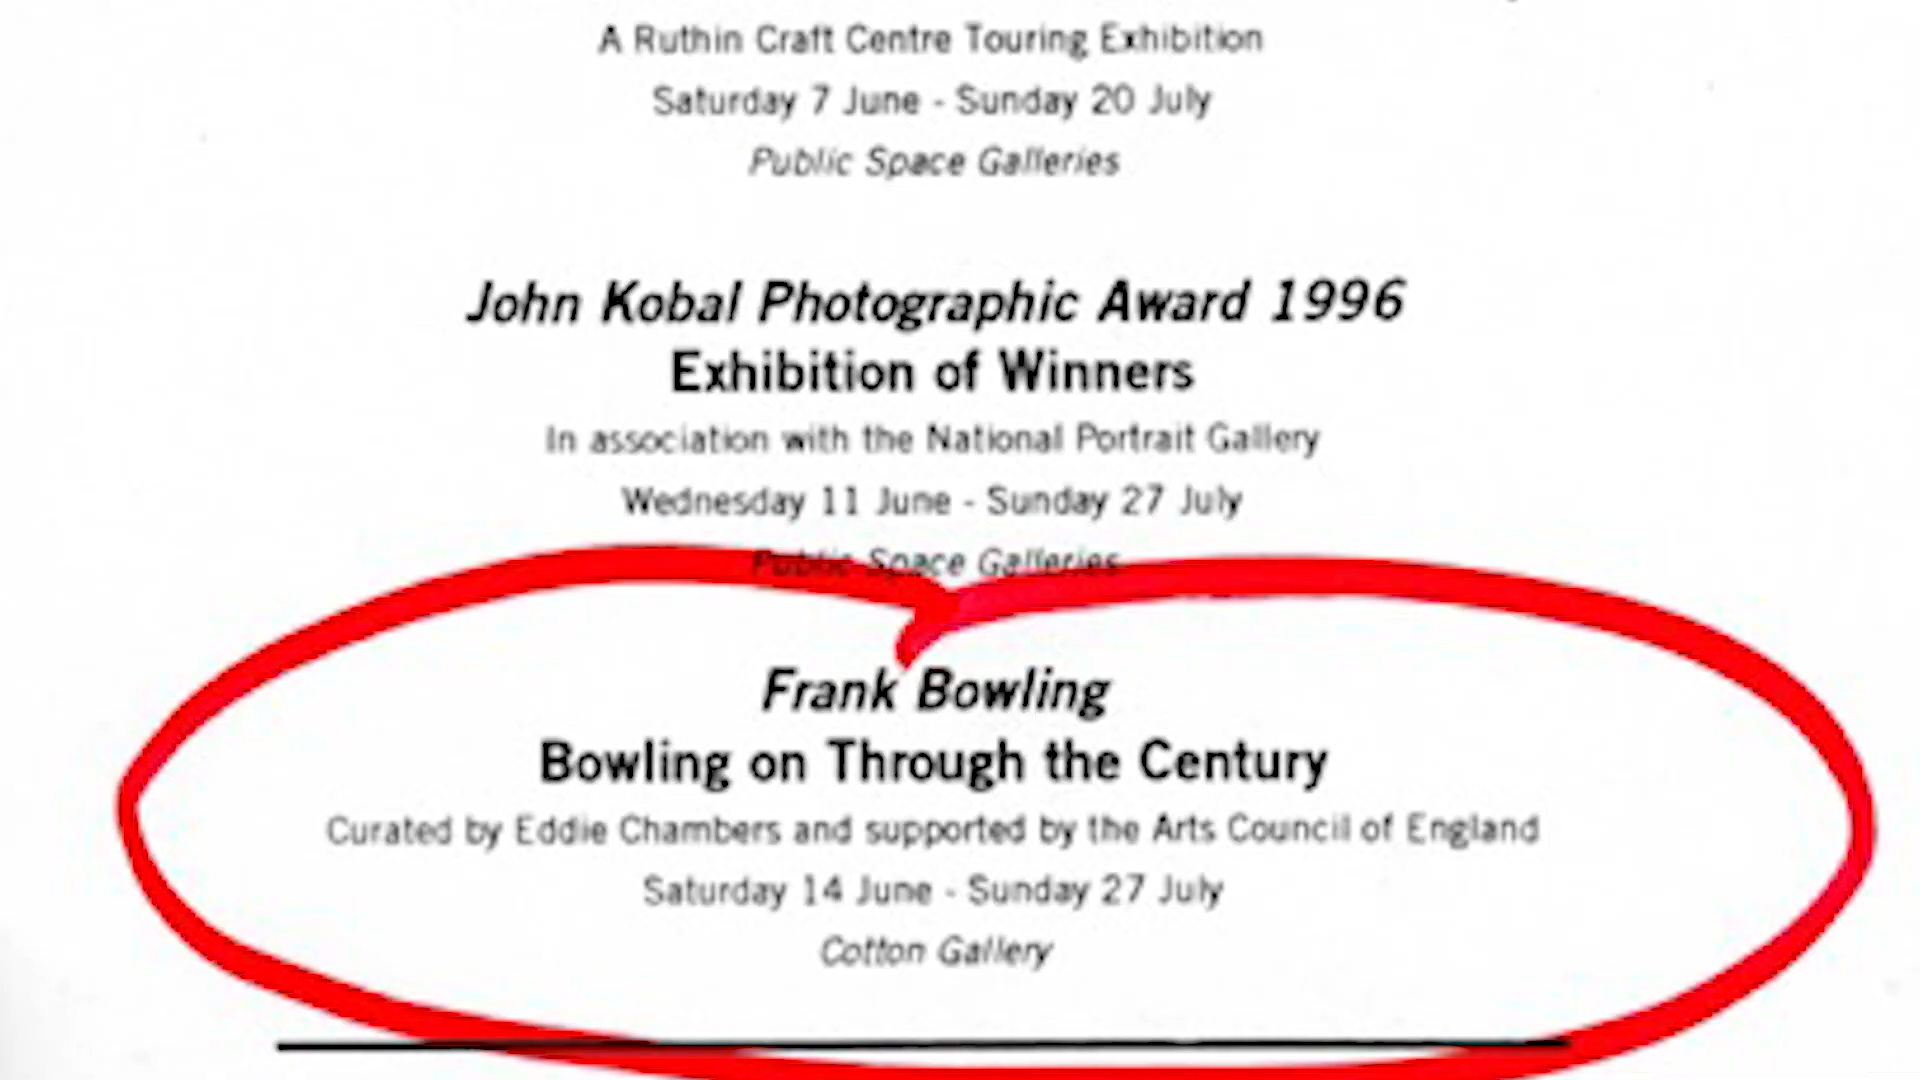 A Ruthin Craft Centre Touring Exhibition
Saturday 7 June - Sunday 20 July
Public Space Galleries
John Kobal Photographic Award 1996
Exhibition of Winners
In association with the National Portrait Gallery
Wednesday 11 June - Sunday 27 July
Public Space Galleries
Frank Bowling
Bowling on Through the Century
Curated by Eddie Chambers and supported by the Arts Council of England
Saturday 14 June - Sunday 27 July
Cotton Gallery